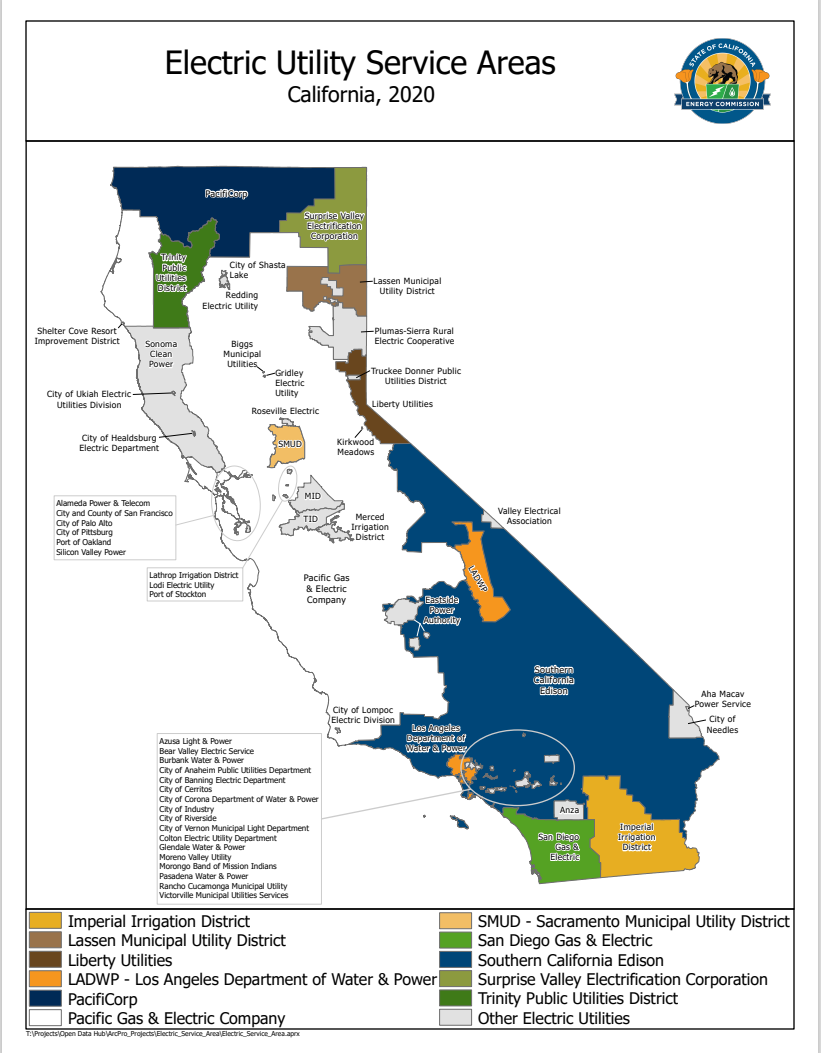 Electric Utility Service Areas
California, 2020
STATE OF CALIFORNIA
ENERGY COMMISSION
PacifiCorp
Surprise Valley
Electrification
Corporation
Trinity
Public
Utilities
District
City of Shasta
Lake
Redding
Electric Utility
Lassen Municipal
Utility District
Shelter Cove Resort
Improvement District
Sonoma
Clean
Power
Biggs
Municipal
Utilities
Gridley
Electric
Utility
Plumas-Sierra Rural
Electric Cooperative
Truckee Donner Public
Utilities District
Liberty Utilities
City of Ukiah Electric
Utilities Division
Roseville Electric
SMUD
Kirkwood
Meadows
City of Healdsburg
Electric Department
Alameda Power & Telecom
City and County of San Francisco
City of Palo Alto
City of Pittsburg
Port of Oakland
Silicon Valley Power
MID
TID
Merced
Irrigation
District
Valley Electrical
Association
Lathrop Irrigation District
Lodi Electric Utility
Port of Stockton
Pacific Gas
& Electric
Company
LADWP
Eastside
Power
Authority
Southern
California
Edison
Aha Macav
Power Service
City of
Needles
City of Lompoc
Electric Division
Los Angeles
Department of
Water & Power
Azusa Light & Power
Bear Valley Electric Service
Burbank Water & Power
City of Anaheim Public Utilities Department
City of Banning Electric Department
City of Cerritos
City of Corona Department of Water & Power
City of Industry
City of Riverside
City of Vernon Municipal Light Department
Colton Electric Utility Department
Glendale Water & Power
Moreno Valley Utility
Morongo Band of Mission Indians
Pasadena Water & Power
Rancho Cucamonga Municipal Utility
Victorville Municipal Utilities Services
Anza
San Diego
Gas &
Electric
Imperial
Irrigation
District
Imperial Irrigation District
Lassen Municipal Utility District
Liberty Utilities
LADWP - Los Angeles Department of Water & Power
PacifiCorp
Pacific Gas & Electric Company
SMUD - Sacramento Municipal Utility District
San Diego Gas & Electric
Southern California Edison
Surprise Valley Electrification Corporation
Trinity Public Utilities District
Other Electric Utilities
T:\Projects\Open Data Hub\ArcPro_Projects\Electric_Service_Area\Electric_Service_Area.aprx